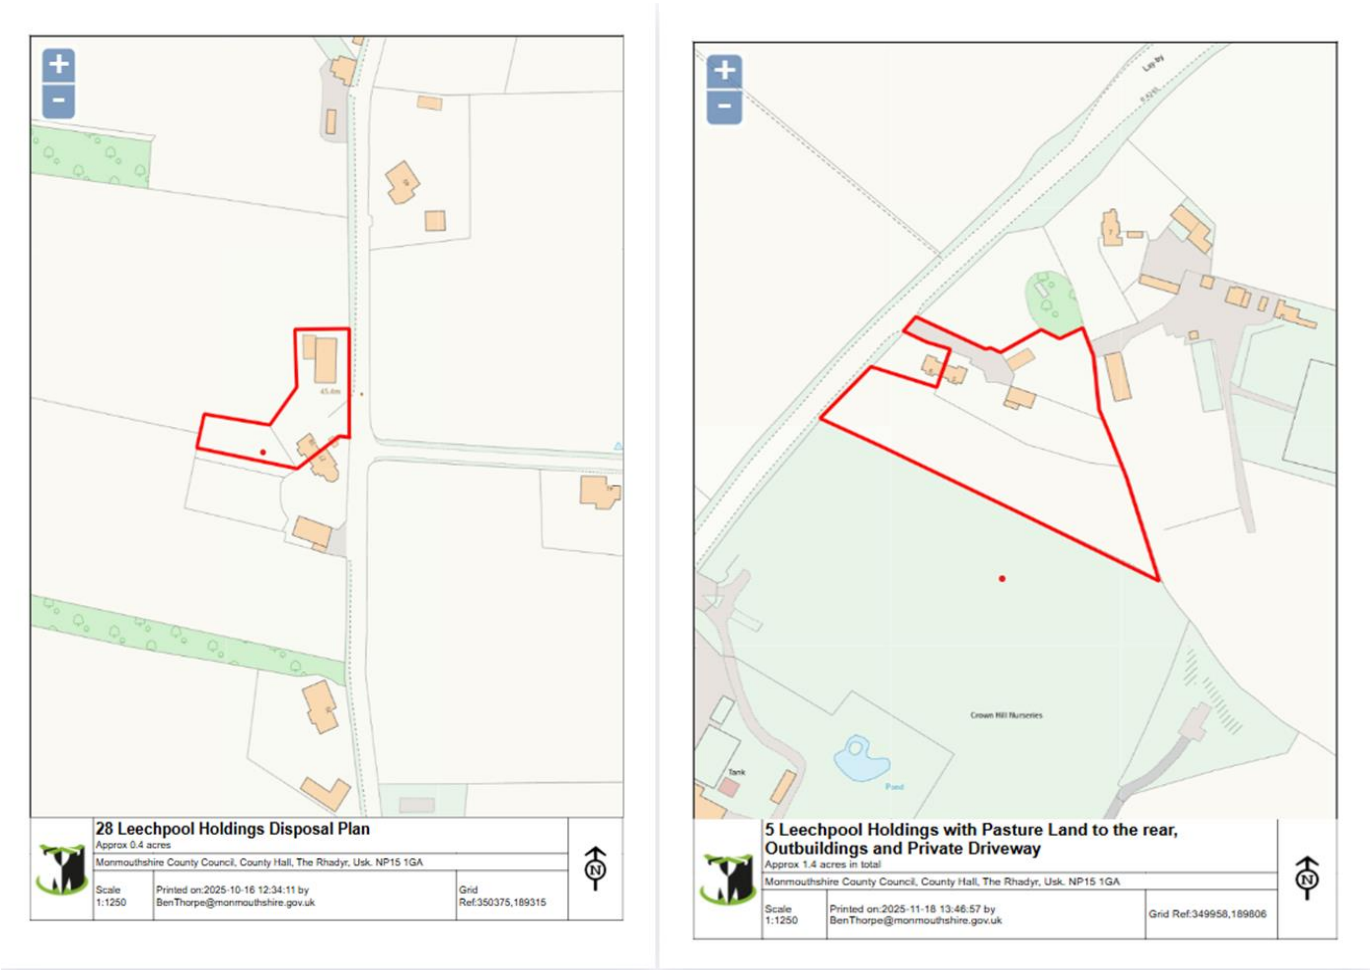 +
-
45.4m
28 Leechpool Holdings Disposal Plan
Approx 0.4 acres
Monmouthshire County Council, County Hall, The Rhadyr, Usk. NP15 1GA
Scale
1:1250
Printed on:2025-10-16 12:34:11 by
BenThorpe@monmouthshire.gov.uk
Grid
Ref:350375,189315
N
+
-
Lay-by
7
Crown Hill Nurseries
Tank
Pond
5 Leechpool Holdings with Pasture Land to the rear,
Outbuildings and Private Driveway
Approx 1.4 acres in total
Monmouthshire County Council, County Hall, The Rhadyr, Usk. NP15 1GA
Scale
1:1250
Printed on:2025-11-18 13:46:57 by
BenThorpe@monmouthshire.gov.uk
Grid Ref:349958,189806
N